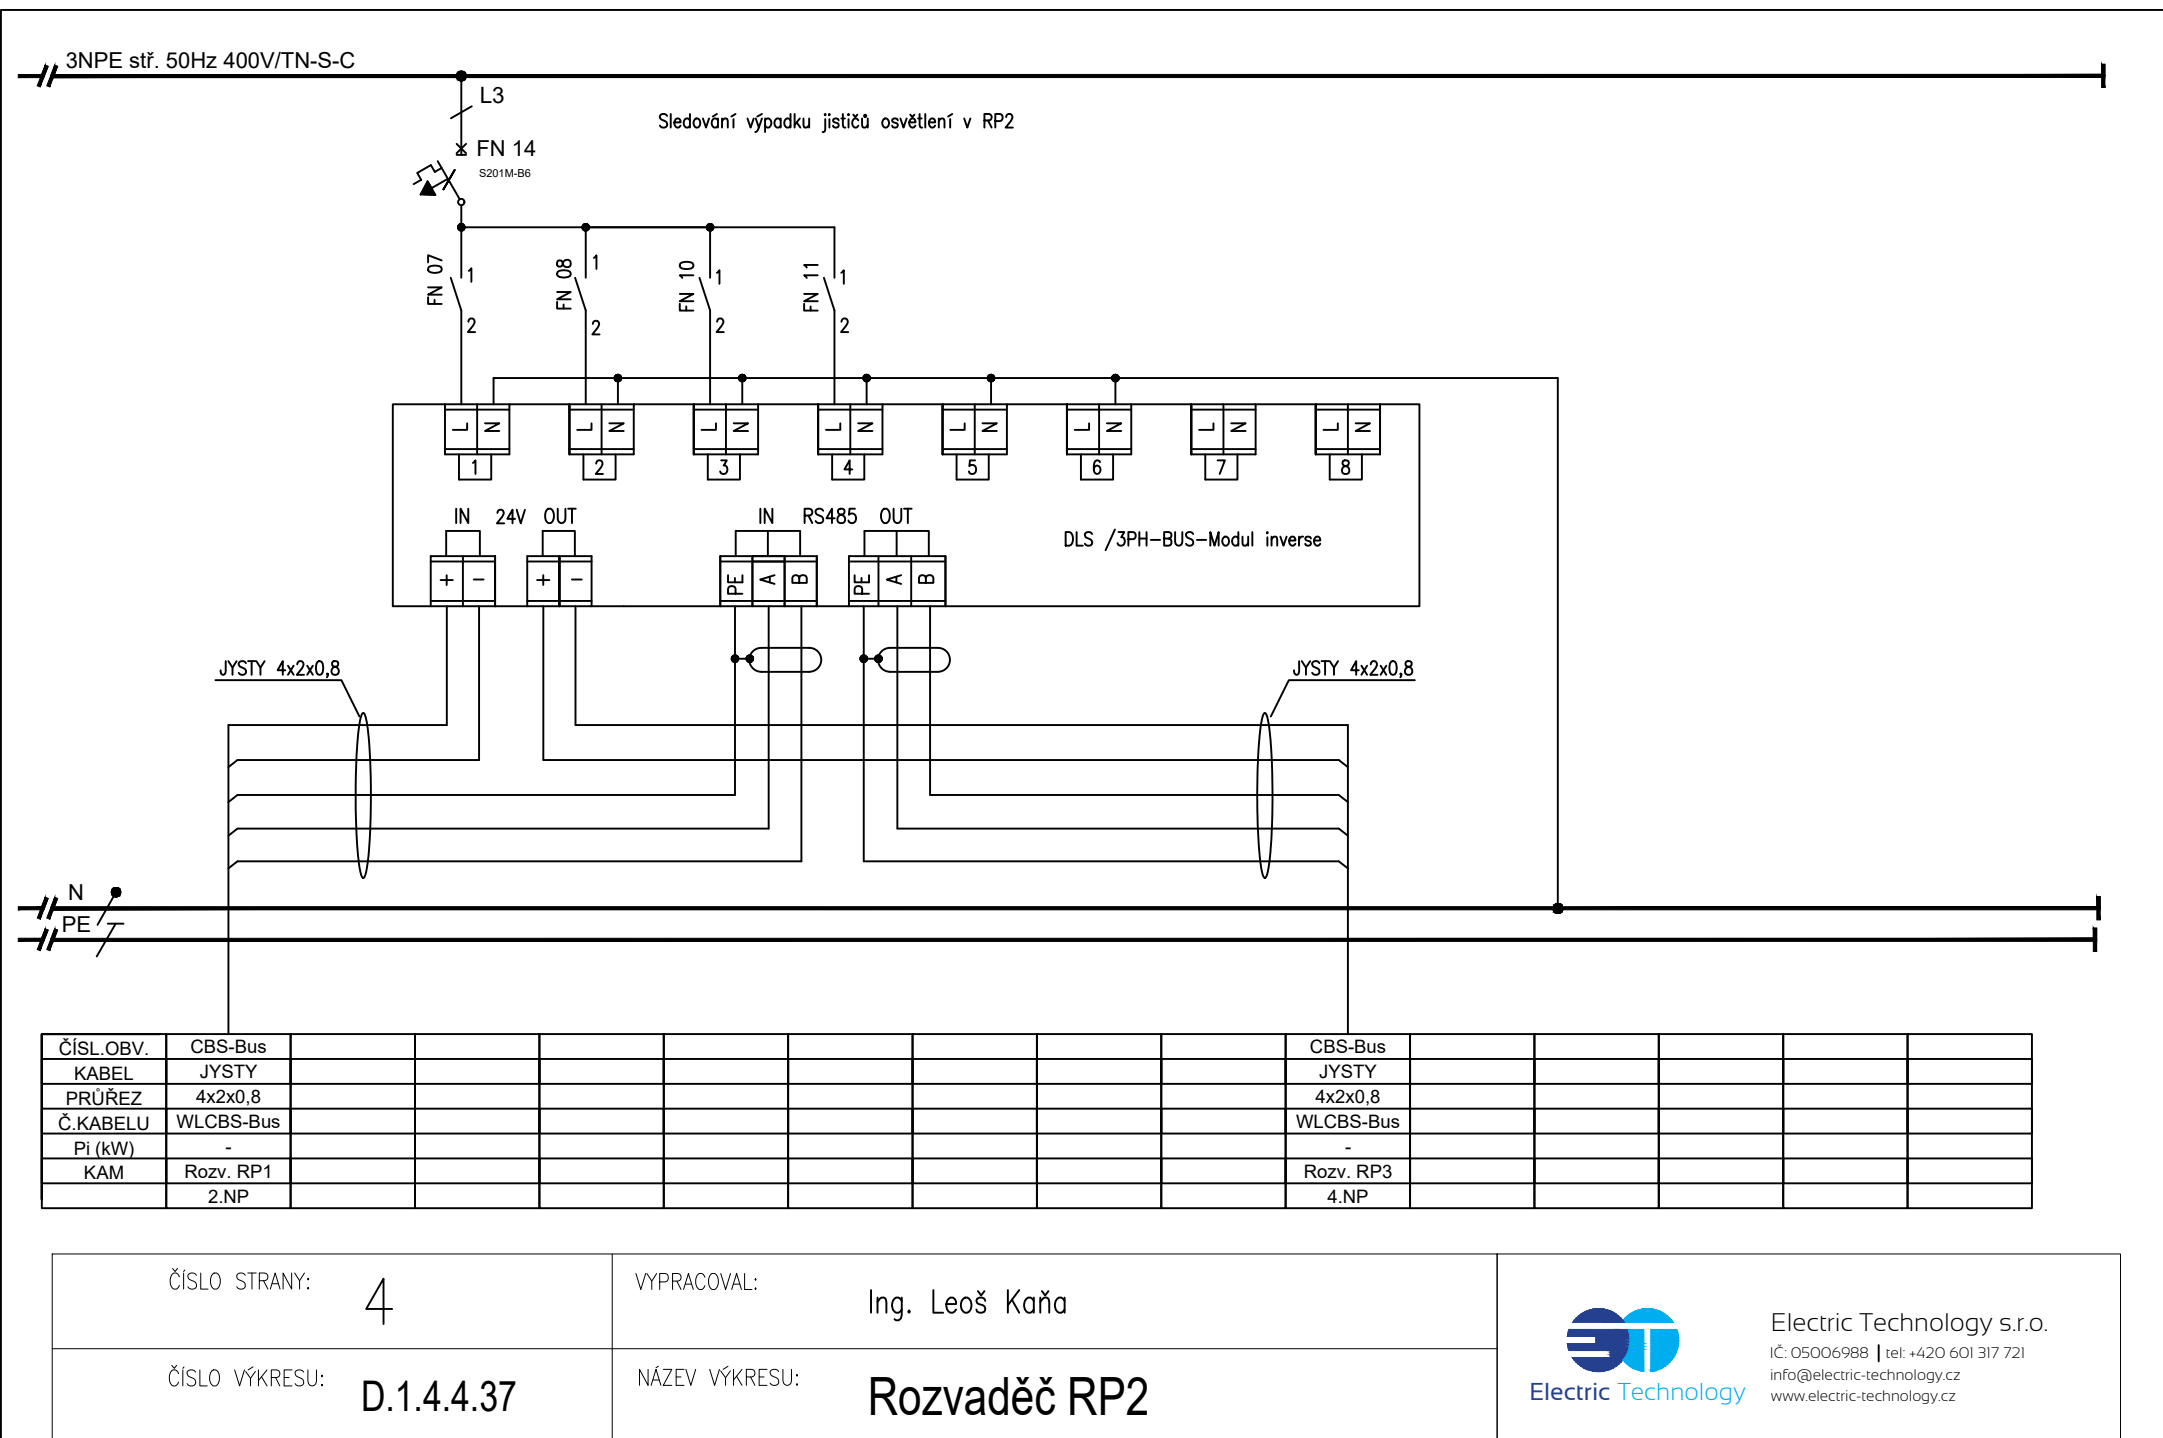 3NPE stř. 50Hz 400V/TN-S-C
L3
Sledování výpadku jističů osvětlení v RP2
FN 14
S201M-B6
FN 07 1 2
FN 08 1 2
FN 10 1 2
FN 11 1 2
L N L N L N L N L N L N L N L N
1 2 3 4 5 6 7 8
IN 24V OUT IN RS485 OUT
DLS /3PH-BUS-Modul inverse
+ - + - PE A B PE A B
JYSTY 4x2x0,8 JYSTY 4x2x0,8
N
PE
ČÍSL.OBV. CBS-Bus CBS-Bus
KABEL JYSTY JYSTY
PRŮŘEZ 4x2x0,8 4x2x0,8
Č.KABELU WLCBS-Bus WLCBS-Bus
Pi (kW) - -
KAM Rozv. RP1 Rozv. RP3
2.NP 4.NP
ČÍSLO STRANY: 4
VYPRACOVAL: Ing. Leoš Kaňa
ČÍSLO VÝKRESU: D.1.4.4.37
NÁZEV VÝKRESU: Rozvaděč RP2
ET
Electric Technology
Electric Technology s.r.o.
IČ: 05006988 | tel: +420 601 317 721
info@electric-technology.cz
www.electric-technology.cz